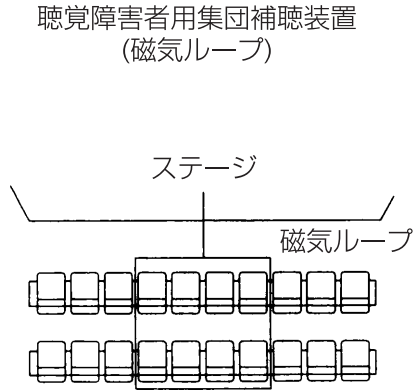 聴覚障害者用集団補聴装置
(磁気ループ)
ステージ
磁気ループ